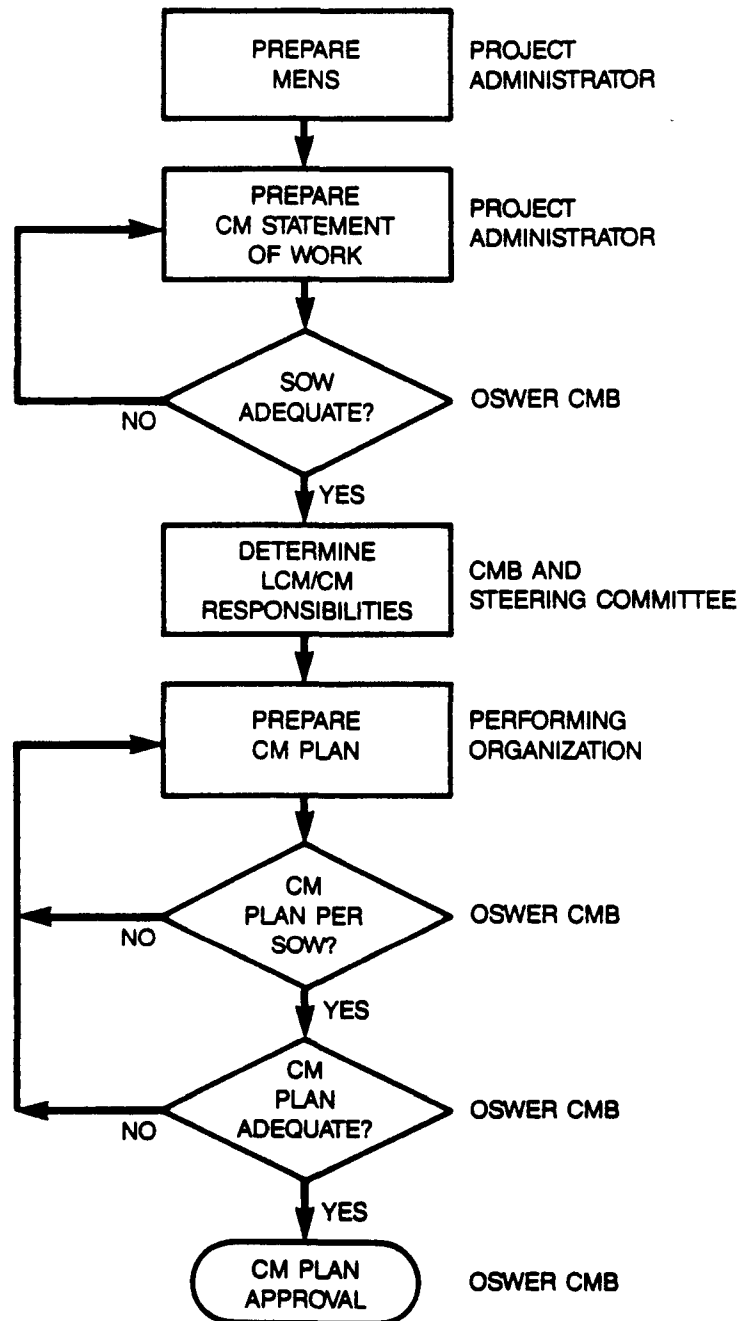 PREPARE
MENS
PROJECT
ADMINISTRATOR
PREPARE
CM STATEMENT
OF WORK
PROJECT
ADMINISTRATOR
SOW
ADEQUATE?
OSWER CMB
NO
YES
DETERMINE
LCM/CM
RESPONSIBILITIES
CMB AND
STEERING COMMITTEE
PREPARE
CM PLAN
PERFORMING
ORGANIZATION
CM
PLAN PER
SOW?
OSWER CMB
NO
YES
CM
PLAN
ADEQUATE?
OSWER CMB
NO
YES
CM PLAN
APPROVAL
OSWER CMB